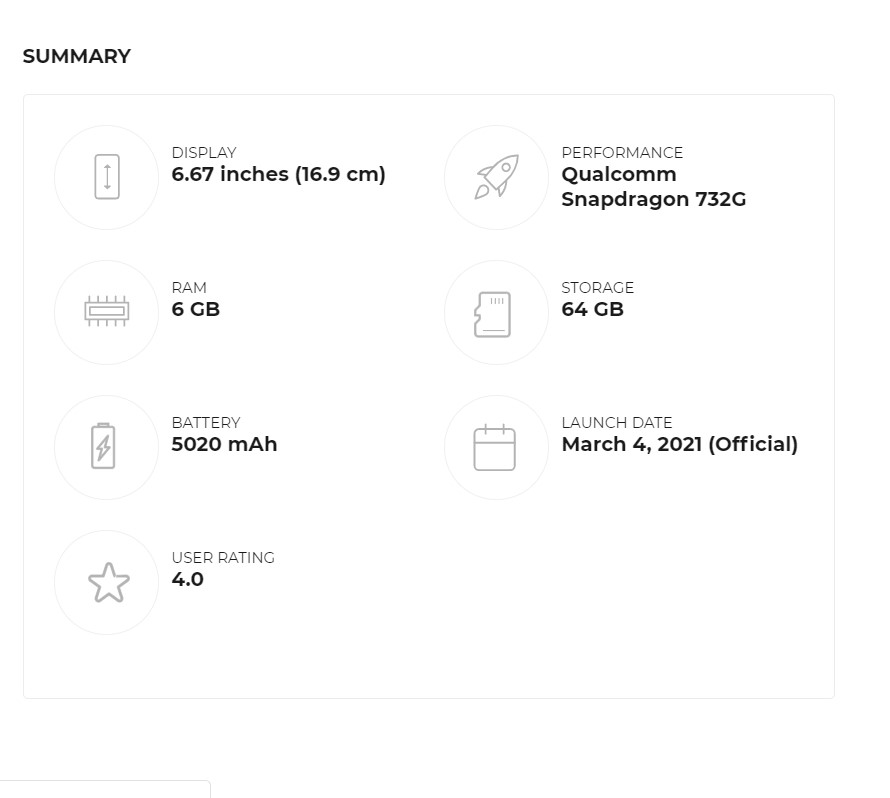 SUMMARY
DISPLAY
6.67 inches (16.9 cm)
PERFORMANCE
Qualcomm
Snapdragon 732G
RAM
6 GB
STORAGE
64 GB
BATTERY
5020 mAh
LAUNCH DATE
March 4, 2021 (Official)
USER RATING
4.0